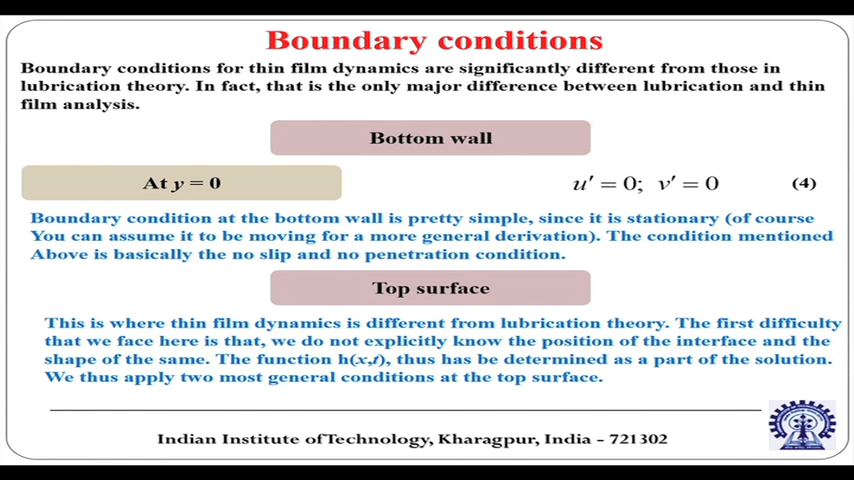 Boundary conditions
Boundary conditions for thin film dynamics are significantly different from those in
lubrication theory. In fact, that is the only major difference between lubrication and thin
film analysis.
Bottom wall
At y = 0
u′ = 0; v′ = 0 (4)
Boundary condition at the bottom wall is pretty simple, since it is stationary (of course
You can assume it to be moving for a more general derivation). The condition mentioned
Above is basically the no slip and no penetration condition.
Top surface
This is where thin film dynamics is different from lubrication theory. The first difficulty
that we face here is that, we do not explicitly know the position of the interface and the
shape of the same. The function h(x,t), thus has be determined as a part of the solution.
We thus apply two most general conditions at the top surface.
Indian Institute of Technology, Kharagpur, India - 721302